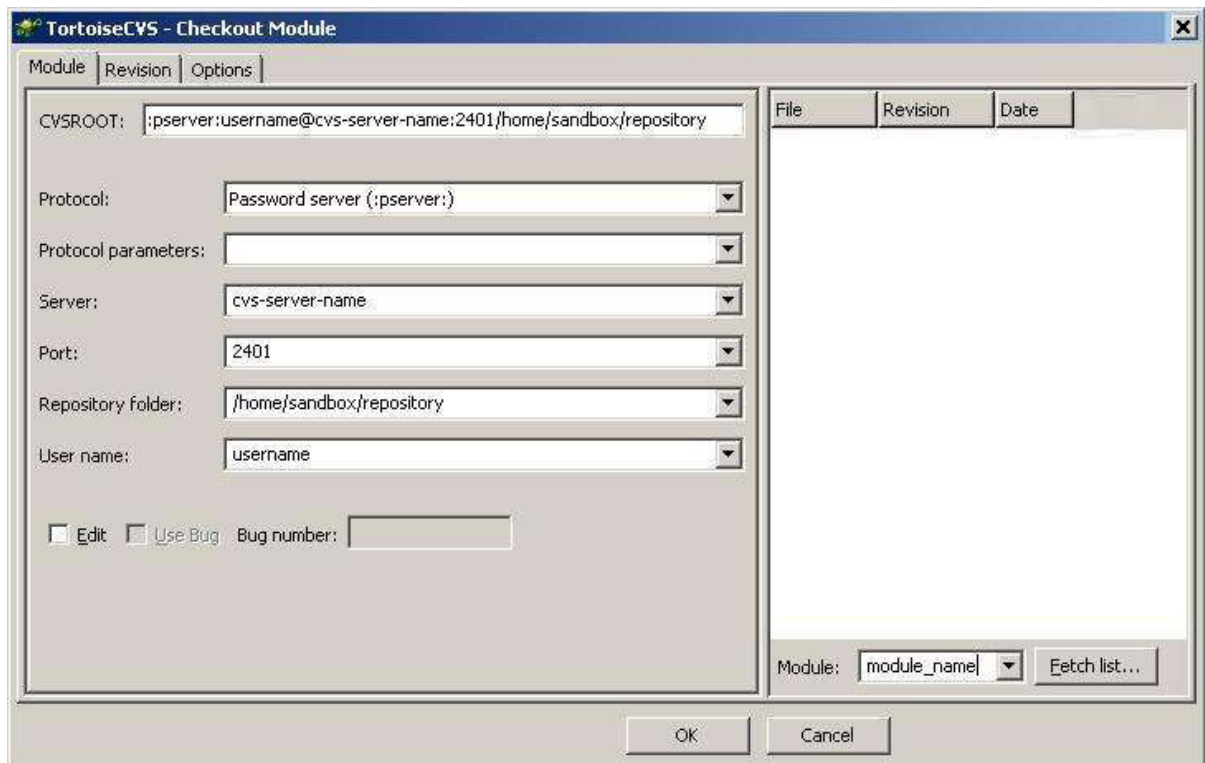 TortoiseCVS - Checkout Module
Module Revision Options
CVSROOT: :pserver:username@cvs-server-name:2401/home/sandbox/repository
Protocol: Password server (:pserver:)
Protocol parameters:
Server: cvs-server-name
Port: 2401
Repository folder: /home/sandbox/repository
User name: username
Edit Use Bug Bug number:
File Revision Date
Module: module_name Fetch list...
OK Cancel